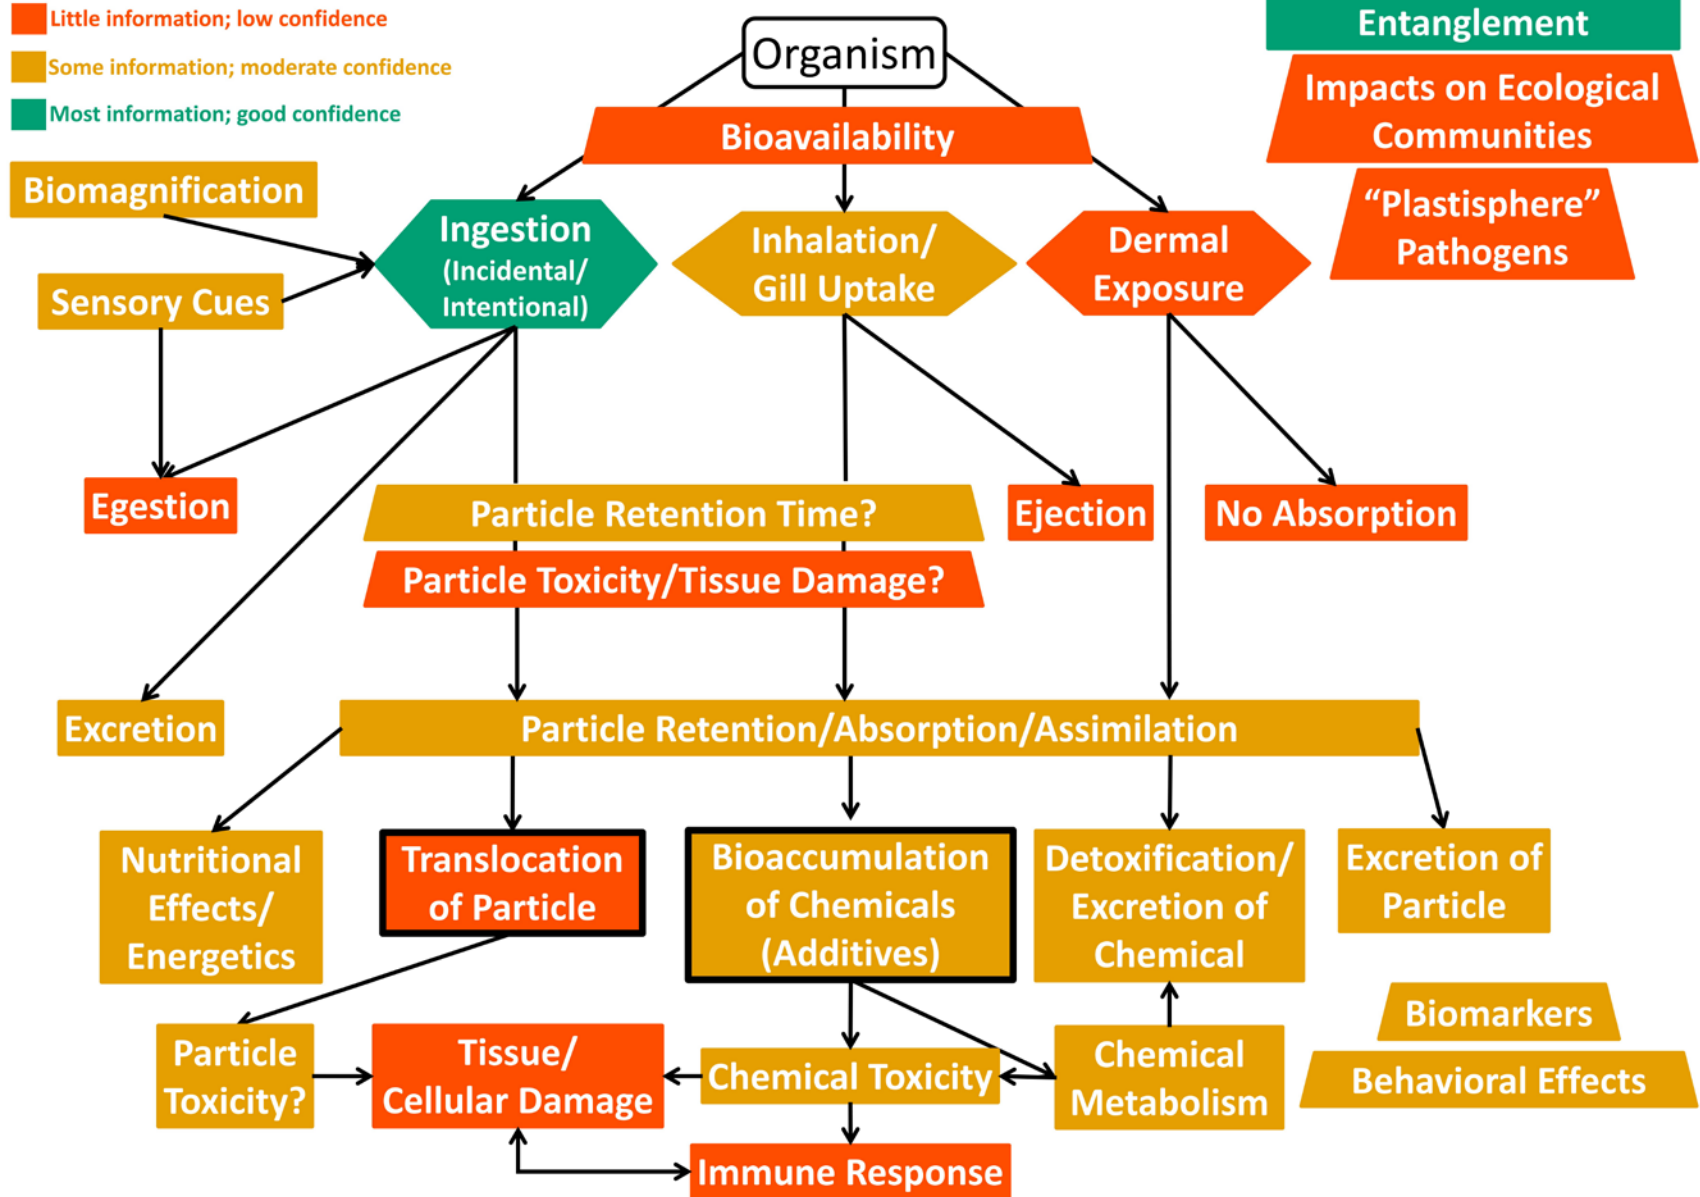 Little information; low confidence
Some information; moderate confidence
Most information; good confidence
Organism
Entanglement
Impacts on Ecological
Communities
“Plastisphere”
Pathogens
Bioavailability
Biomagnification
Sensory Cues
Ingestion
(Incidental/
Intentional)
Inhalation/
Gill Uptake
Dermal
Exposure
Egestion
Particle Retention Time?
Ejection
No Absorption
Particle Toxicity/Tissue Damage?
Excretion
Particle Retention/Absorption/Assimilation
Nutritional
Effects/
Energetics
Translocation
of Particle
Bioaccumulation
of Chemicals
(Additives)
Detoxification/
Excretion of
Chemical
Excretion of
Particle
Biomarkers
Behavioral Effects
Particle
Toxicity?
Tissue/
Cellular Damage
Chemical Toxicity
Chemical
Metabolism
Immune Response